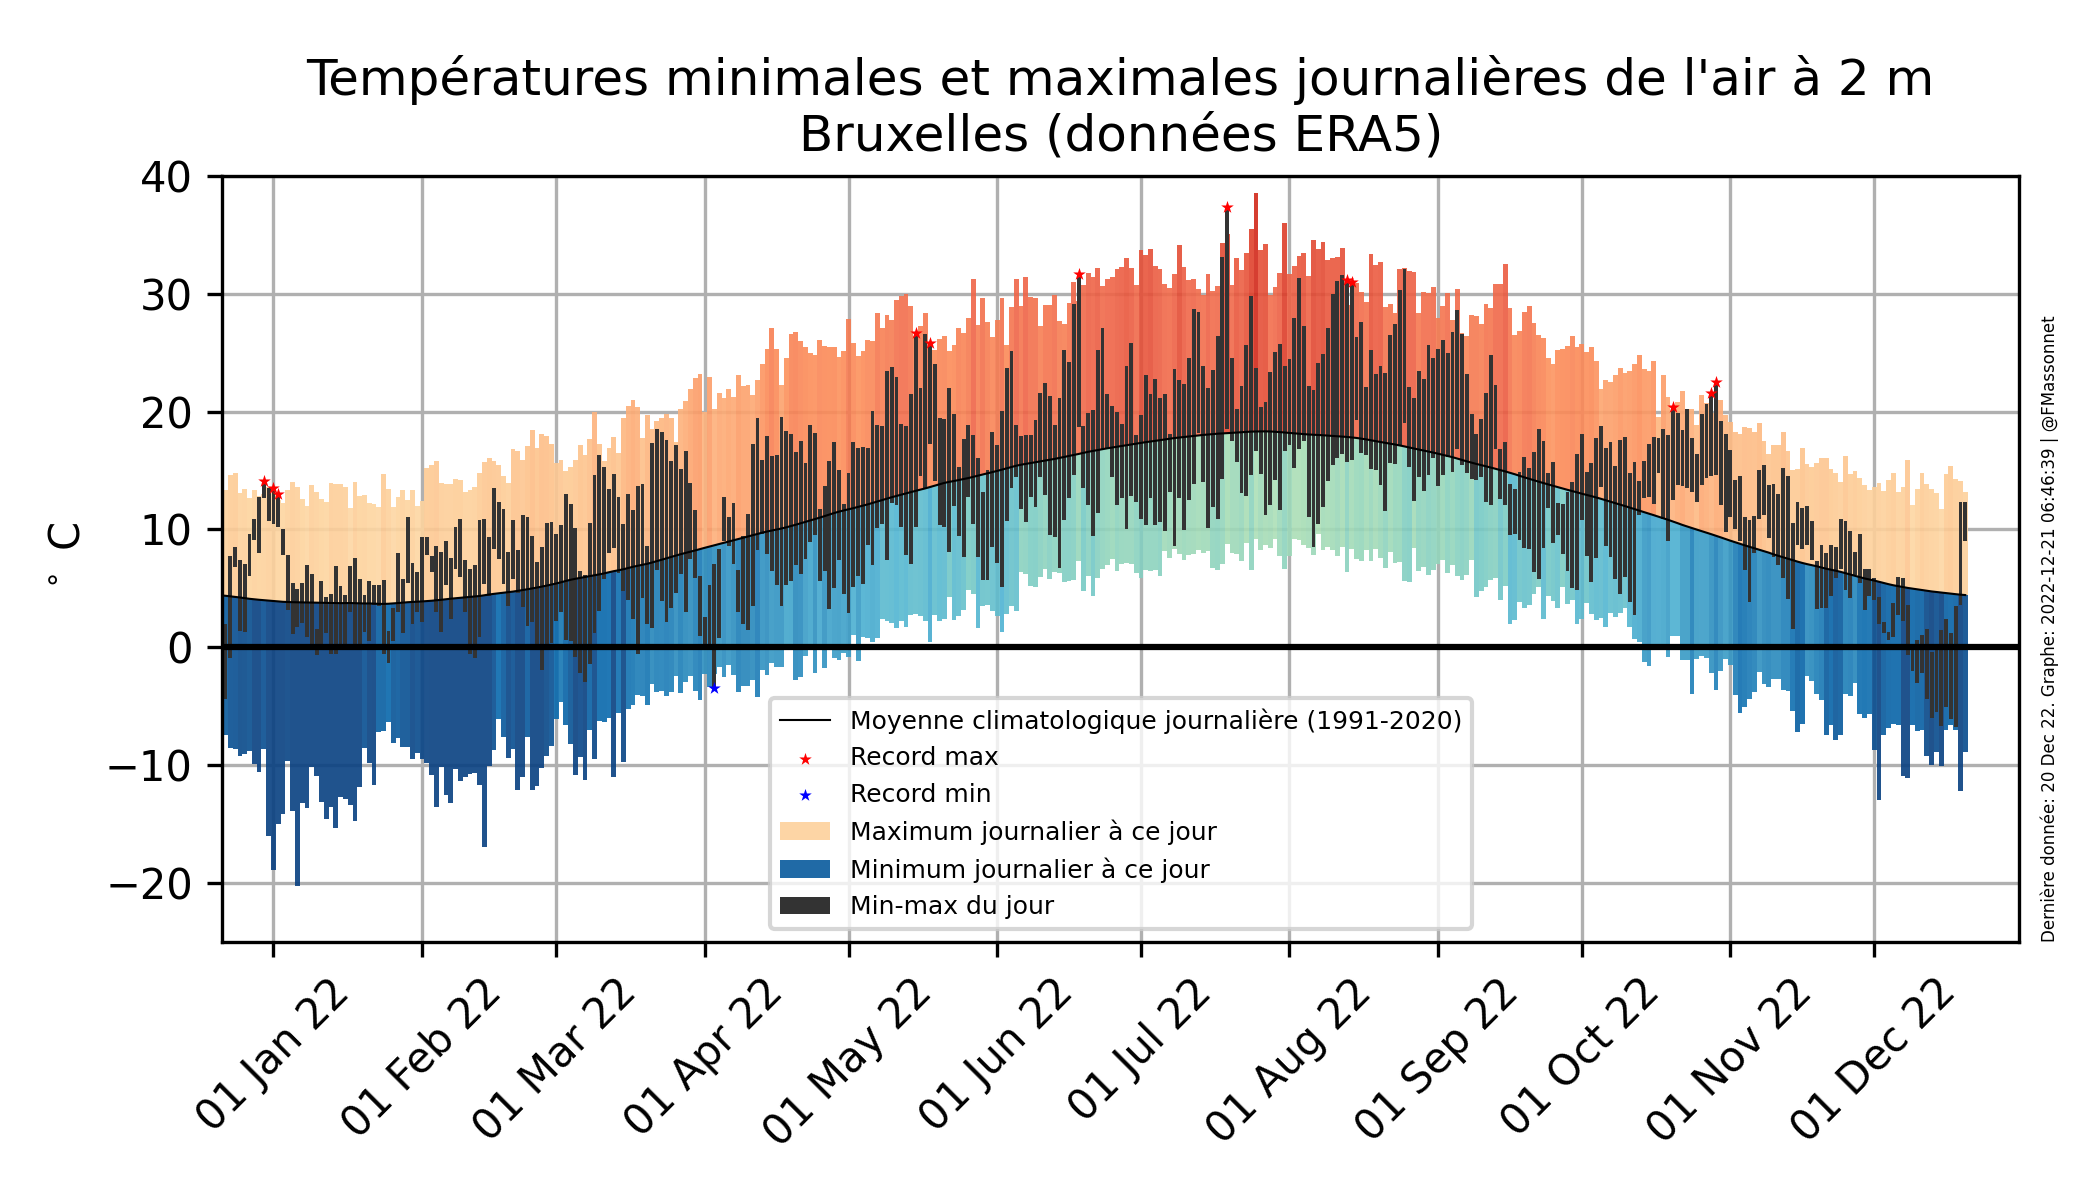 Températures minimales et maximales journalières de l'air à 2 m
Bruxelles (données ERA5)
40
30
20
10
0
−10
−20
° C
Moyenne climatologique journalière (1991-2020)
Record max
Record min
Maximum journalier à ce jour
Minimum journalier à ce jour
Min-max du jour
01 Jan 22
01 Feb 22
01 Mar 22
01 Apr 22
01 May 22
01 Jun 22
01 Jul 22
01 Aug 22
01 Sep 22
01 Oct 22
01 Nov 22
01 Dec 22
Dernière donnée: 20 Dec 22. Graphe: 2022-12-21 06:46:39 | @FMassonnet